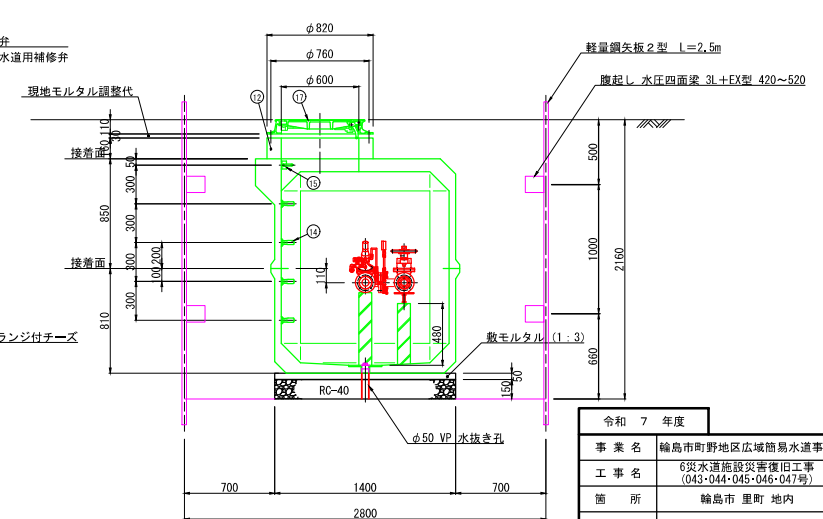 弁
水道用補修弁
現地モルタル調整代
φ820
φ760
φ600
軽量鋼矢板2型 L=2.5m
腹起し 水圧四面梁 3L+EX型 420~520
⑫
⑰
⑮
⑭
110
30
160
接着面
50
300
850
300
300
200
100
接着面
300
810
110
480
500
1000
2160
660
ランジ付チーズ
敷モルタル (1:3)
50
150
RC-40
φ50 VP 水抜き孔
700
1400
700
2800
令和 7 年度
事業名
輪島市町野地区広域簡易水道事
工事名
6災水道施設災害復旧工事
(043・044・045・046・047号)
箇所
輪島市 里町 地内